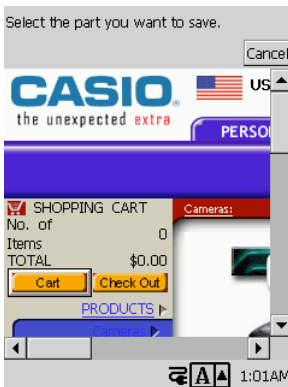 Select the part you want to save.
Cancel
CASIO®
US
the unexpected extra
PERSO
SHOPPING CART
Cameras:
No. of
Items
0
TOTAL $0.00
Cart Check Out
PRODUCTS
Cameras
A
1:01AM